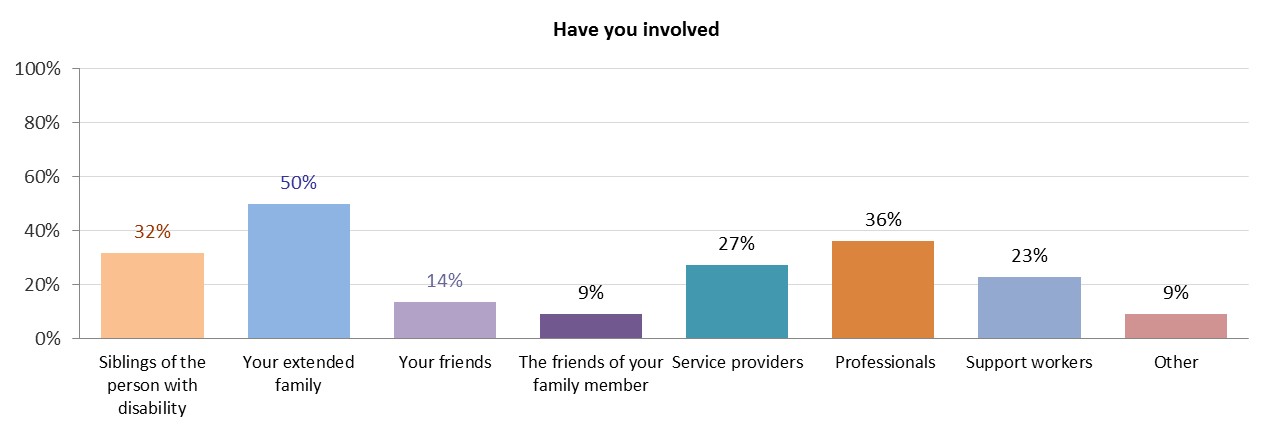 Have you involved
100%
80%
60%
40%
20%
0%
32%
50%
14%
9%
27%
36%
23%
9%
Siblings of the
person with
disability
Your extended
family
Your friends
The friends of your
family member
Service providers
Professionals
Support workers
Other